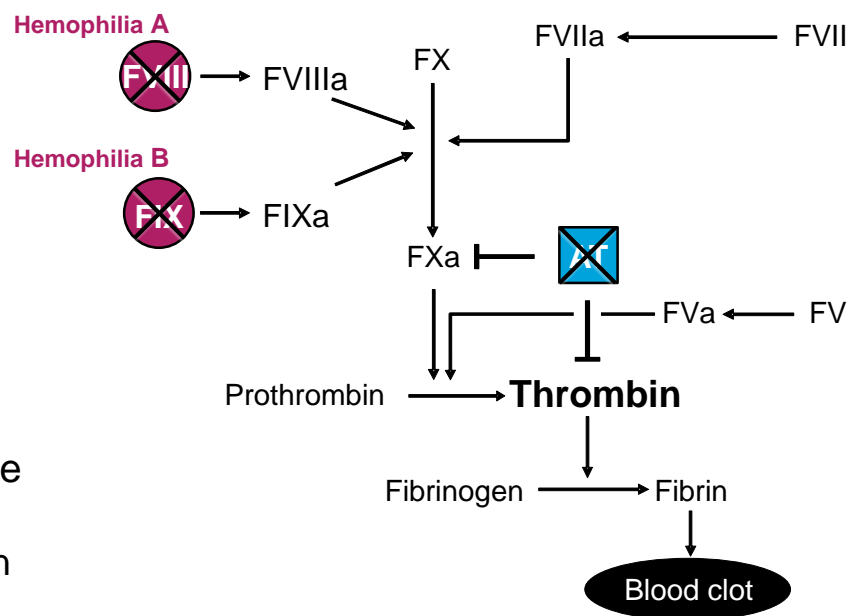 Hemophilia A
FVIII
FVIIIa
FX
FVIIa
FVII
Hemophilia B
FIX
FIXa
FXa
AT
FVa
FV
Prothrombin
Thrombin
e
Fibrinogen
Fibrin
n
Blood clot